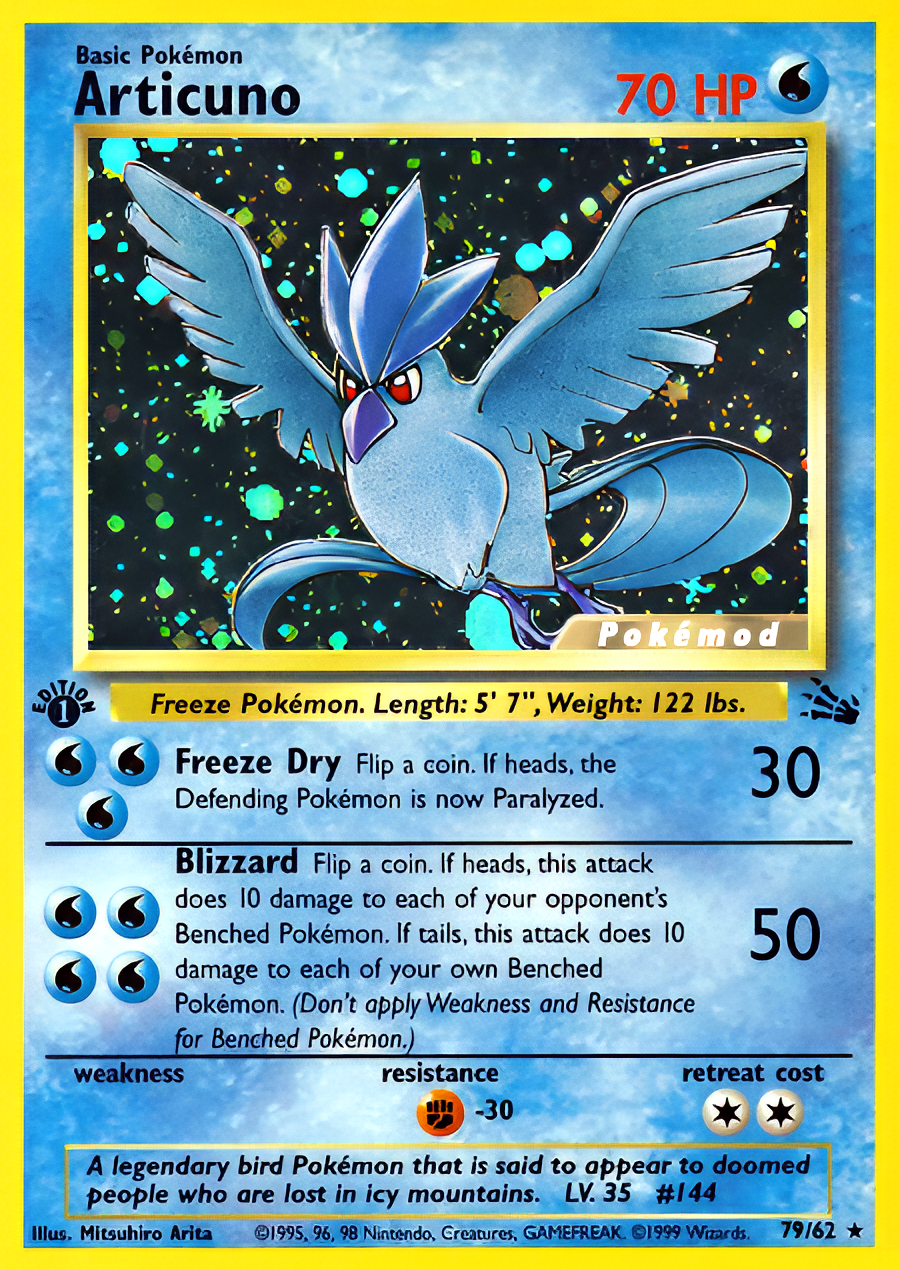 Basic Pokémon
Articuno
70 HP
Pokémod
EDITION
1
Freeze Pokémon. Length: 5' 7", Weight: 122 lbs.
Freeze Dry Flip a coin. If heads, the
Defending Pokémon is now Paralyzed.
30
Blizzard Flip a coin. If heads, this attack
does 10 damage to each of your opponent's
Benched Pokémon. If tails, this attack does 10
damage to each of your own Benched
Pokémon. (Don't apply Weakness and Resistance
for Benched Pokémon.)
50
weakness
resistance
retreat cost
-30
A legendary bird Pokémon that is said to appear to doomed
people who are lost in icy mountains. LV. 35 #144
Illus. Mitsuhiro Arita
©1995, 96, 98 Nintendo, Creatures, GAMEFREAK. ©1999 Wizards.
79/62 ★